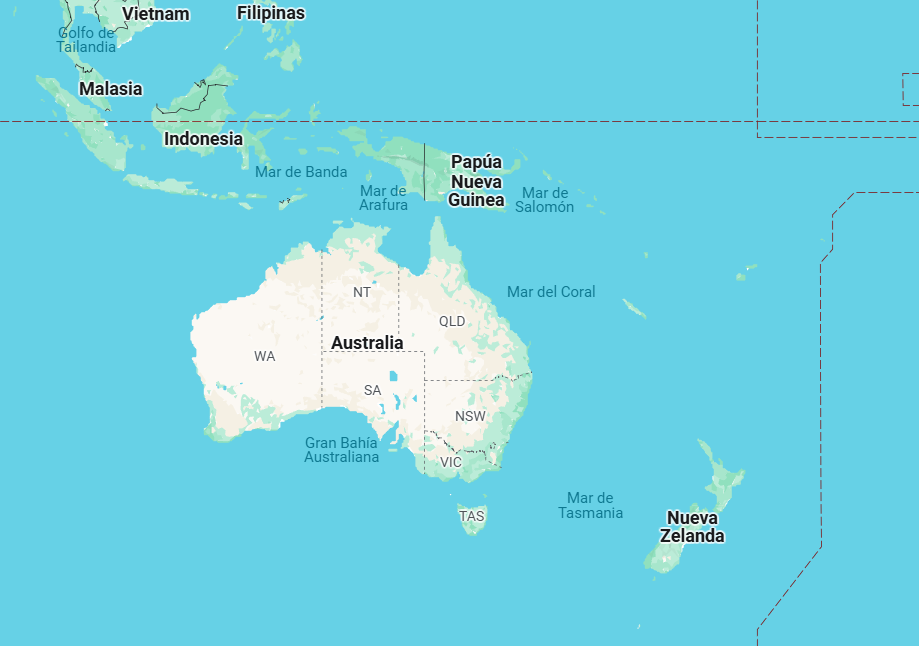 Vietnam
Filipinas
Golfo de
Tailandia
Malasia
Indonesia
Papúa
Nueva
Guinea
Mar de Banda
Mar de
Arafura
Mar de
Salomón
NT
Mar del Coral
QLD
Australia
WA
SA
NSW
Gran Bahía
Australiana
VIC
Mar de
Tasmania
TAS
Nueva
Zelanda